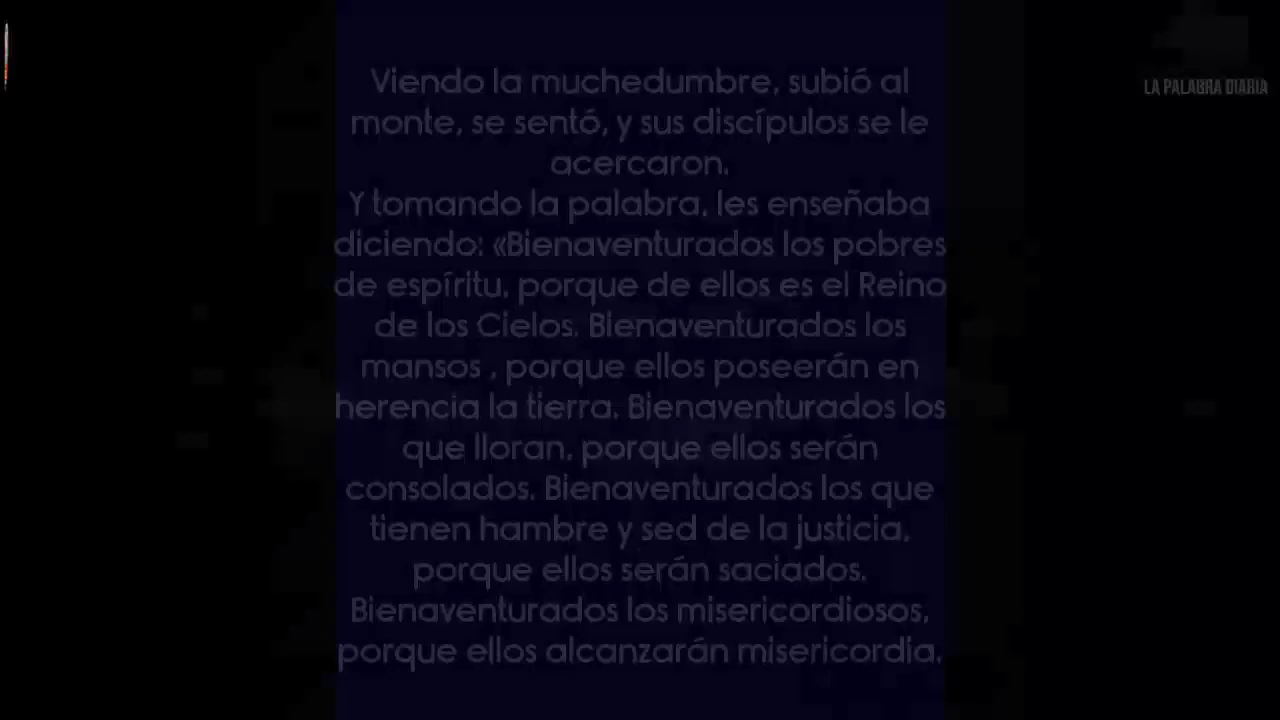 LA PALABRA DIARIA
Viendo la muchedumbre, subió al
monte, se sentó, y sus discípulos se le
acercaron.
Y tomando la palabra, les enseñaba
diciendo: «Bienaventurados los pobres
de espíritu, porque de ellos es el Reino
de los Cielos. Bienaventurados los
mansos , porque ellos poseerán en
herencia la tierra. Bienaventurados los
que lloran, porque ellos serán
consolados. Bienaventurados los que
tienen hambre y sed de la justicia,
porque ellos serán saciados.
Bienaventurados los misericordiosos,
porque ellos alcanzarán misericordia.